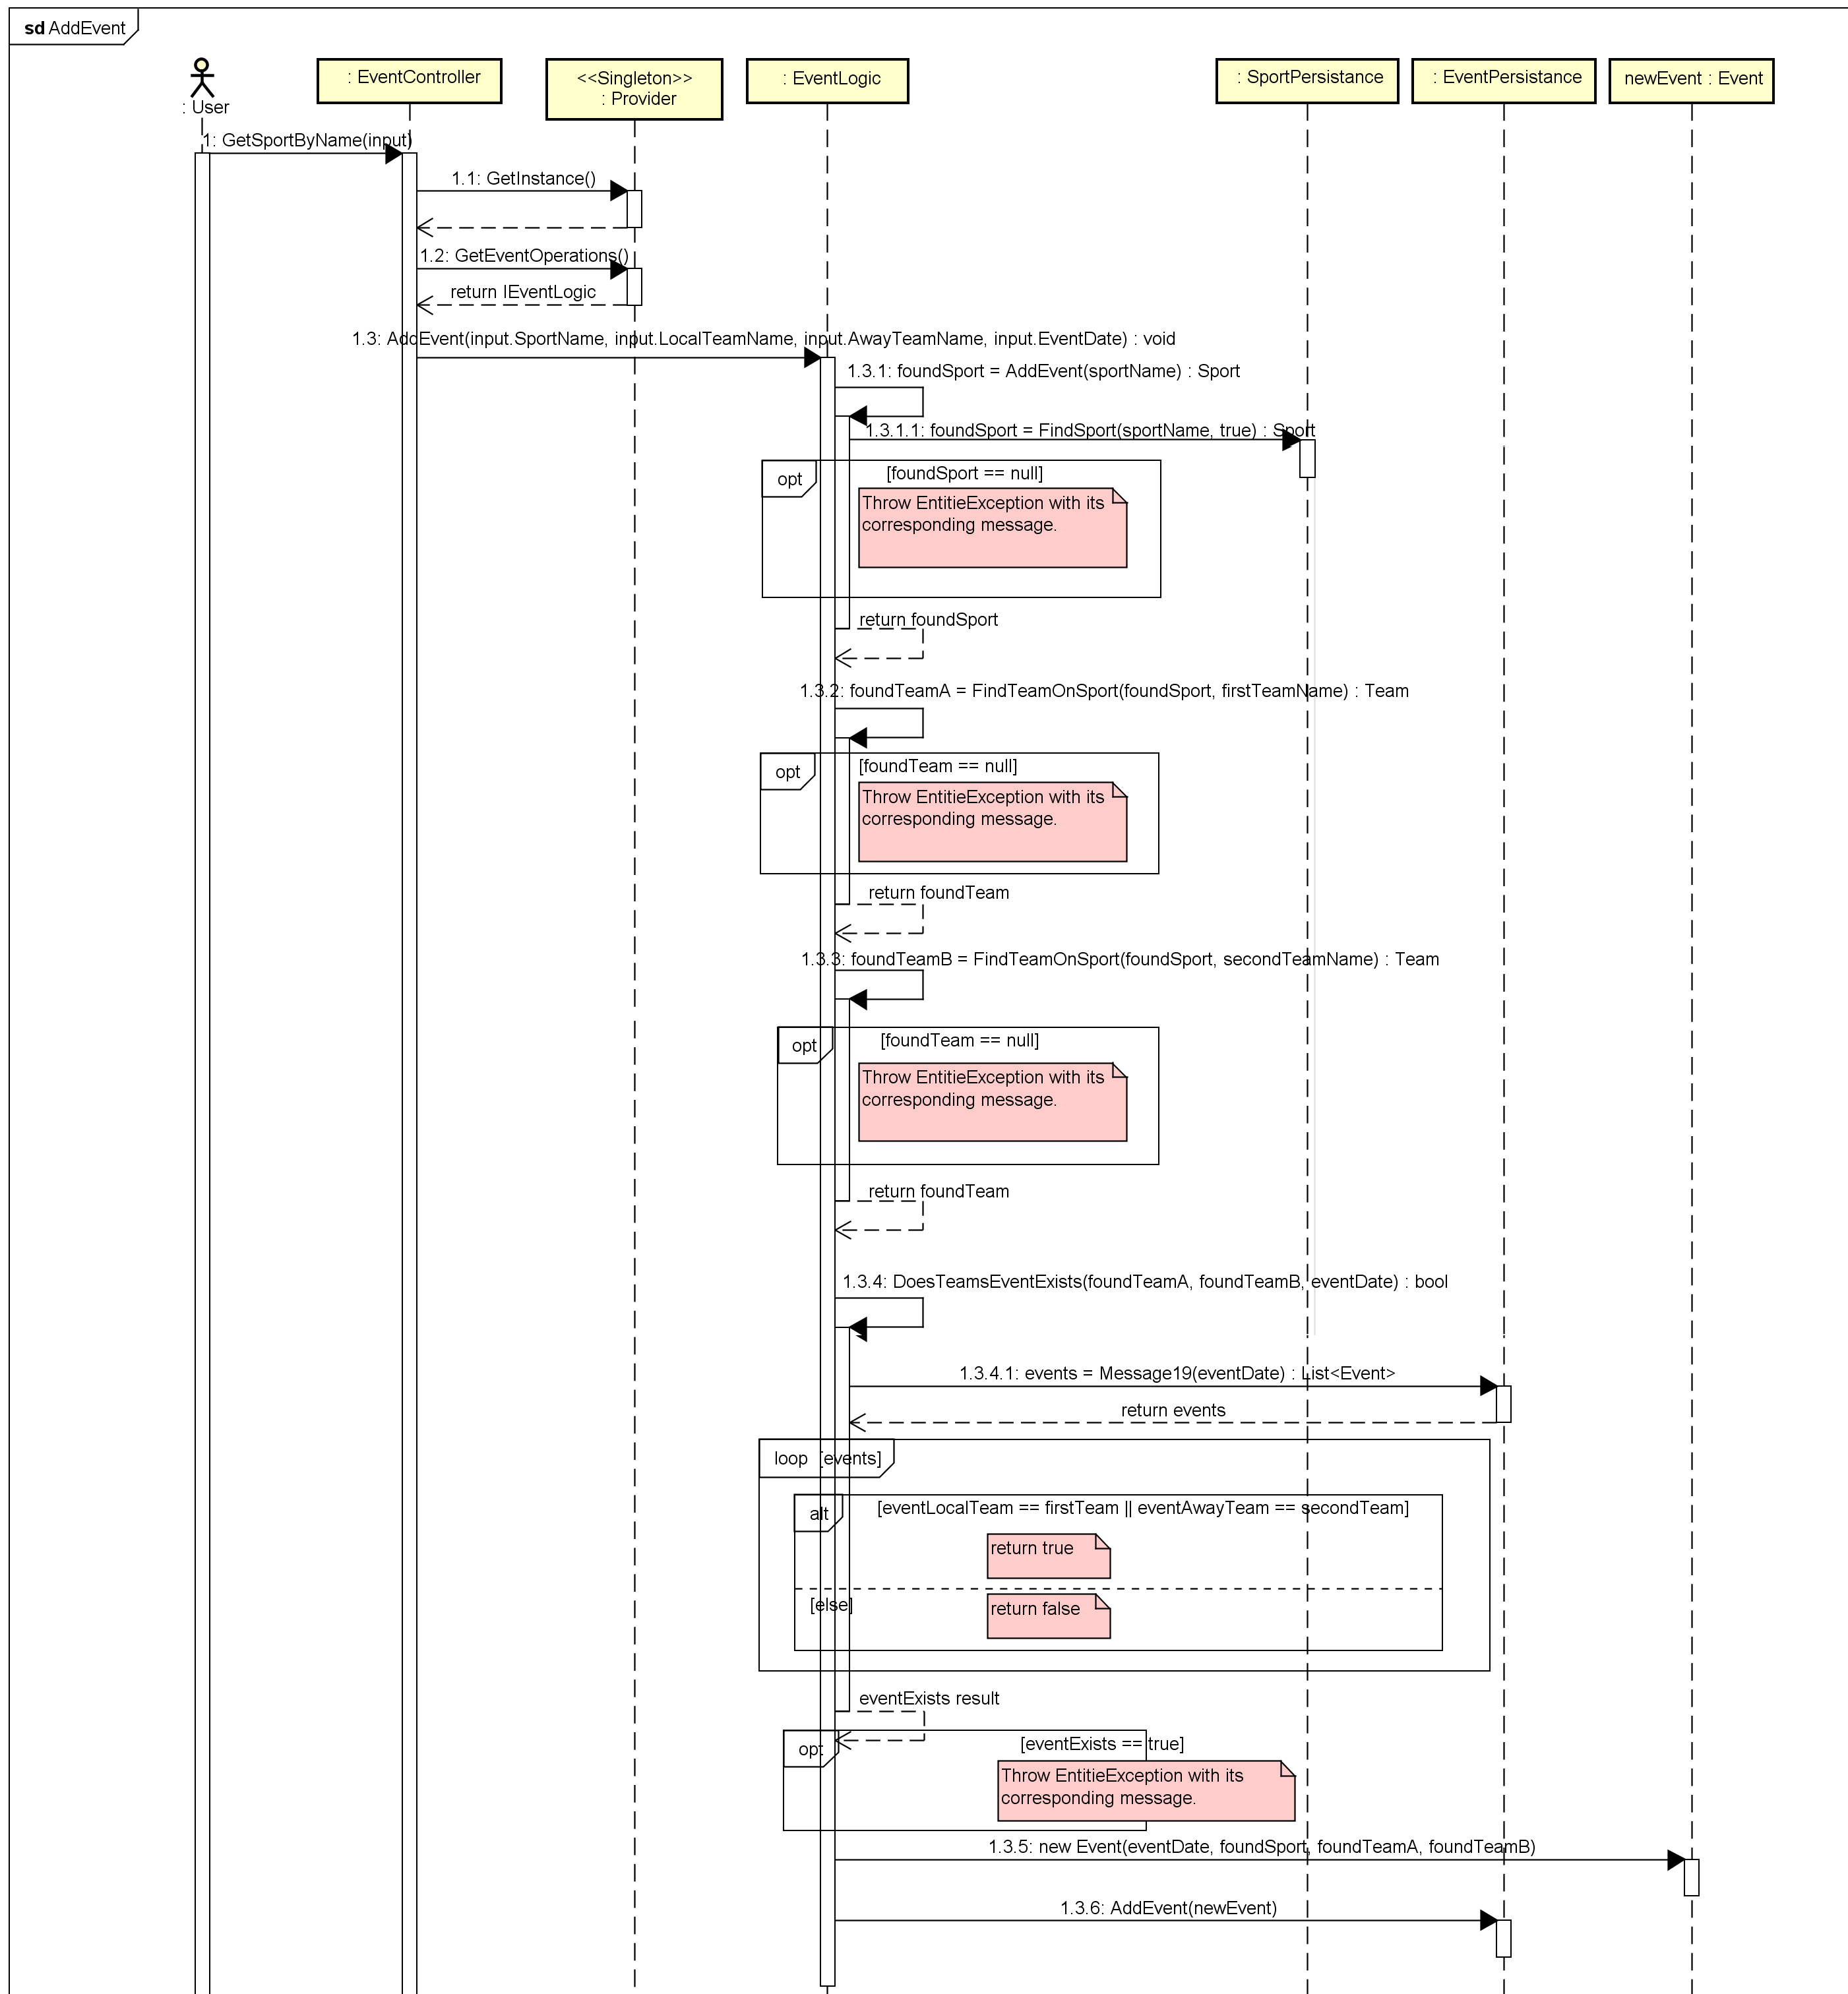 sd AddEvent
: User
: EventController
<<Singleton>>
: Provider
: EventLogic
: SportPersistance
: EventPersistance
newEvent : Event
1: GetSportByName(input)
1.1: GetInstance()
1.2: GetEventOperations()
return IEventLogic
1.3: AddEvent(input.SportName, input.LocalTeamName, input.AwayTeamName, input.EventDate) : void
1.3.1: foundSport = AddEvent(sportName) : Sport
1.3.1.1: foundSport = FindSport(sportName, true) : Sport
opt
[foundSport == null]
Throw EntitieException with its
corresponding message.
return foundSport
1.3.2: foundTeamA = FindTeamOnSport(foundSport, firstTeamName) : Team
opt
[foundTeam == null]
Throw EntitieException with its
corresponding message.
return foundTeam
1.3.3: foundTeamB = FindTeamOnSport(foundSport, secondTeamName) : Team
opt
[foundTeam == null]
Throw EntitieException with its
corresponding message.
return foundTeam
1.3.4: DoesTeamsEventExists(foundTeamA, foundTeamB, eventDate) : bool
1.3.4.1: events = Message19(eventDate) : List<Event>
return events
loop [events]
alt
[eventLocalTeam == firstTeam || eventAwayTeam == secondTeam]
return true
[else]
return false
eventExists result
opt
[eventExists == true]
Throw EntitieException with its
corresponding message.
1.3.5: new Event(eventDate, foundSport, foundTeamA, foundTeamB)
1.3.6: AddEvent(newEvent)